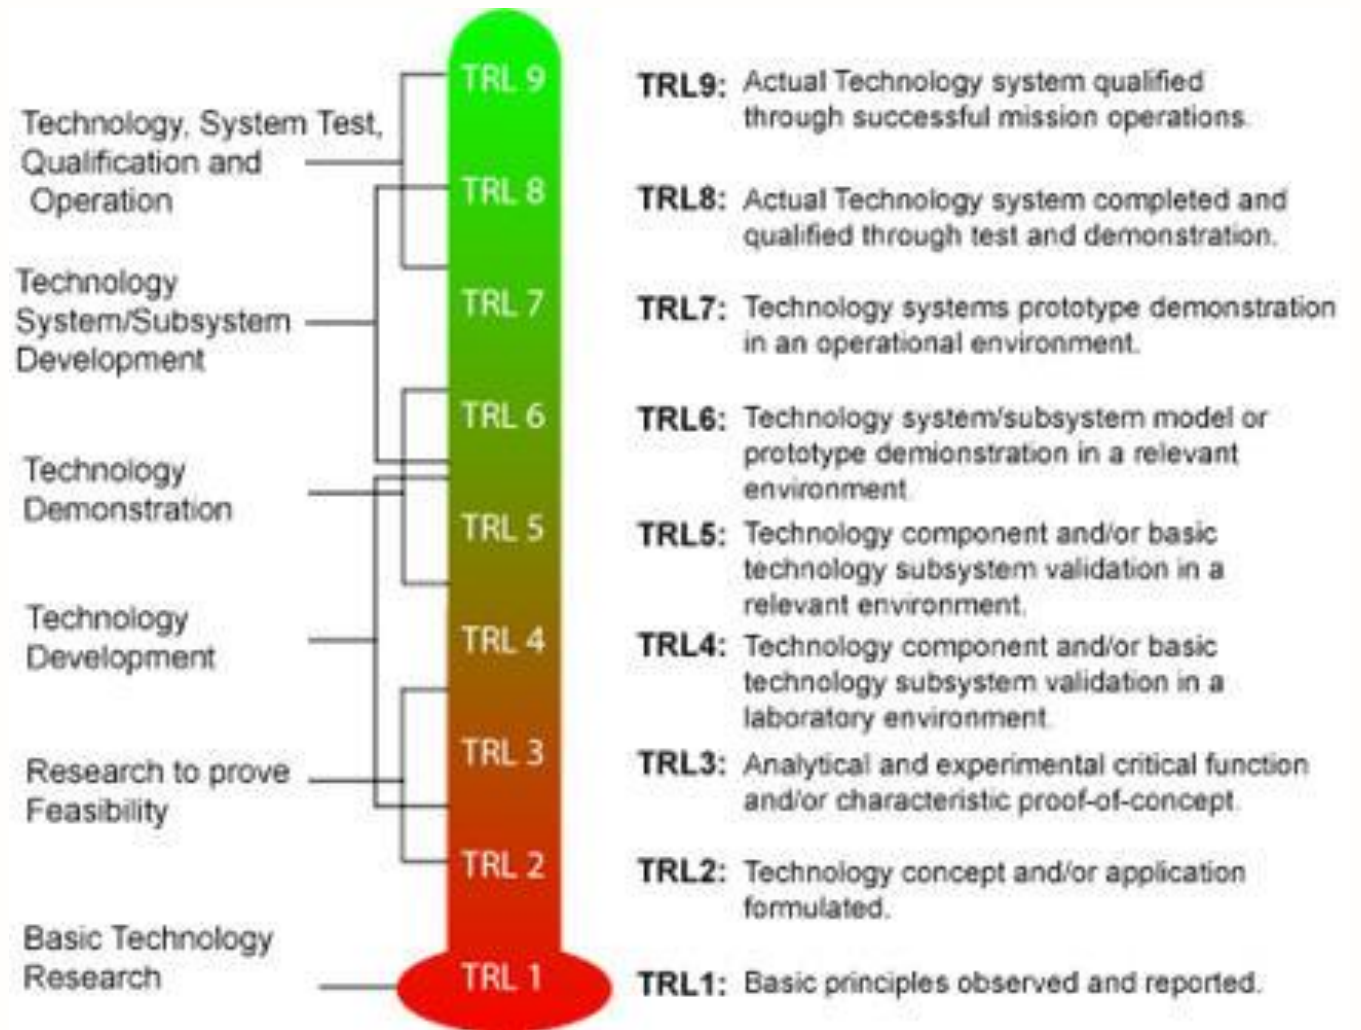 Technology, System Test,
Qualification and
Operation
Technology
System/Subsystem
Development
Technology
Demonstration
Technology
Development
Research to prove
Feasibility
Basic Technology
Research
TRL 9
TRL 8
TRL 7
TRL 6
TRL 5
TRL 4
TRL 3
TRL 2
TRL 1
TRL9: Actual Technology system qualified
through successful mission operations.
TRL8: Actual Technology system completed and
qualified through test and demonstration.
TRL7: Technology systems prototype demonstration
in an operational environment.
TRL6: Technology system/subsystem model or
prototype demionstration in a relevant
environment.
TRL5: Technology component and/or basic
technology subsystem validation in a
relevant environment.
TRL4: Technology component and/or basic
technology subsystem validation in a
laboratory environment.
TRL3: Analytical and experimental critical function
and/or characteristic proof-of-concept.
TRL2: Technology concept and/or application
formulated.
TRL1: Basic principles observed and reported.